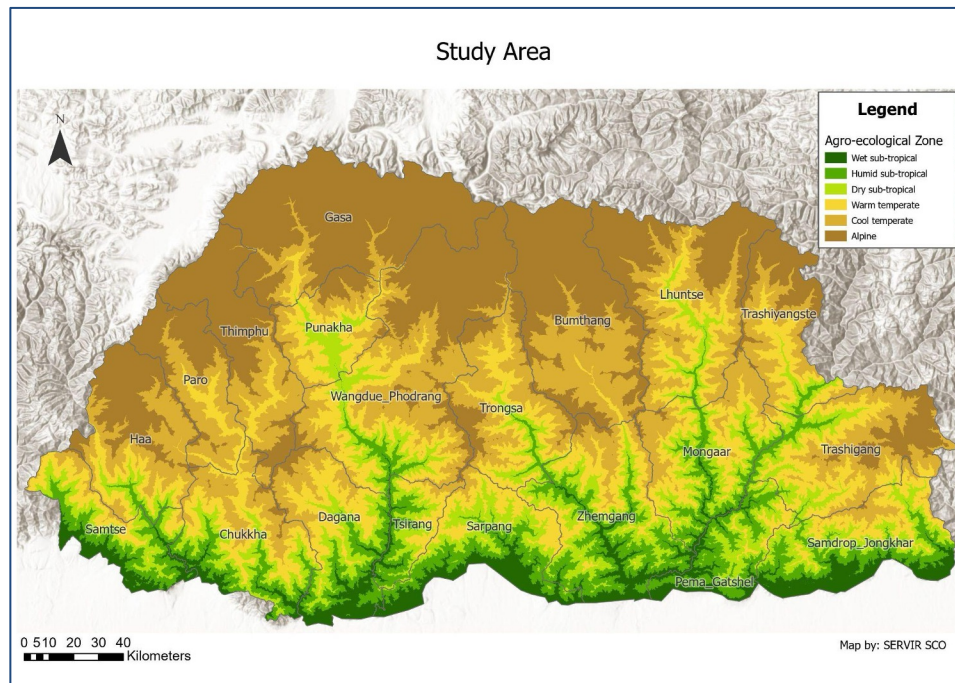 Study Area
N
Legend
Agro-ecological Zone
Wet sub-tropical
Humid sub-tropical
Dry sub-tropical
Warm temperate
Cool temperate
Alpine
Gasa
Lhuntse
Trashiyangste
Thimphu
Punakha
Bumthang
Paro
Wangdue_Phodrang
Trongsa
Haa
Mongaar
Trashigang
Samtse
Chukkha
Dagana
Tsirang
Sarpang
Zhemgang
Samdrop_Jongkhar
Pema_Gatshel
0 5 10 20 30 40
Kilometers
Map by: SERVIR SCO